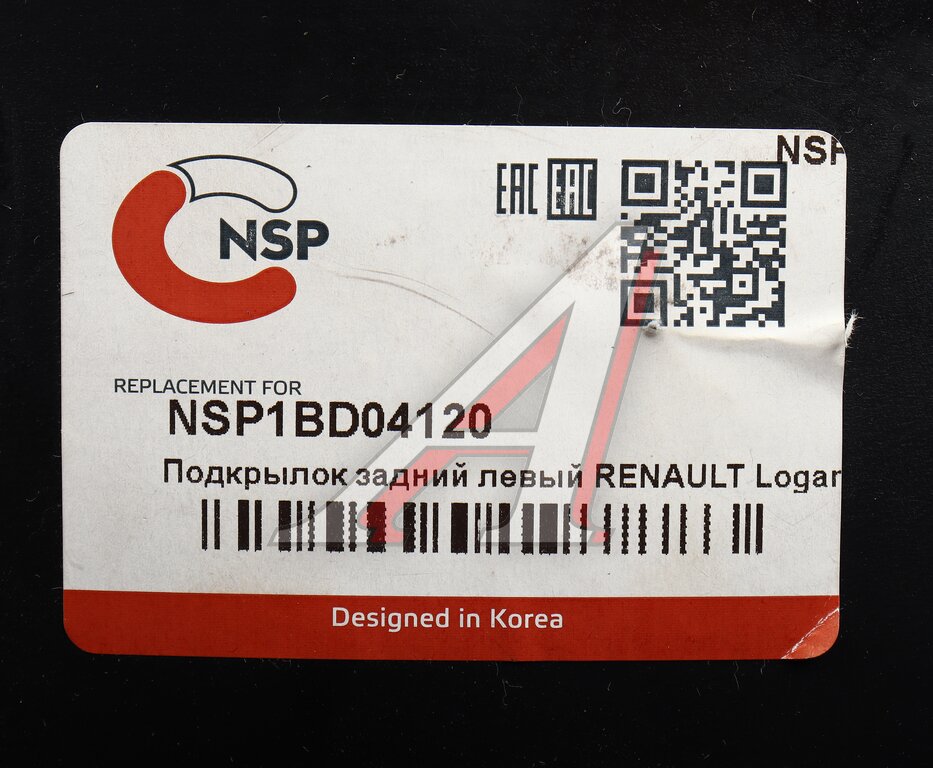 NSP
EAC EAC
NSP
REPLACEMENT FOR
NSP1BD04120
Подкрылок задний левый RENAULT Logan
Designed in Korea